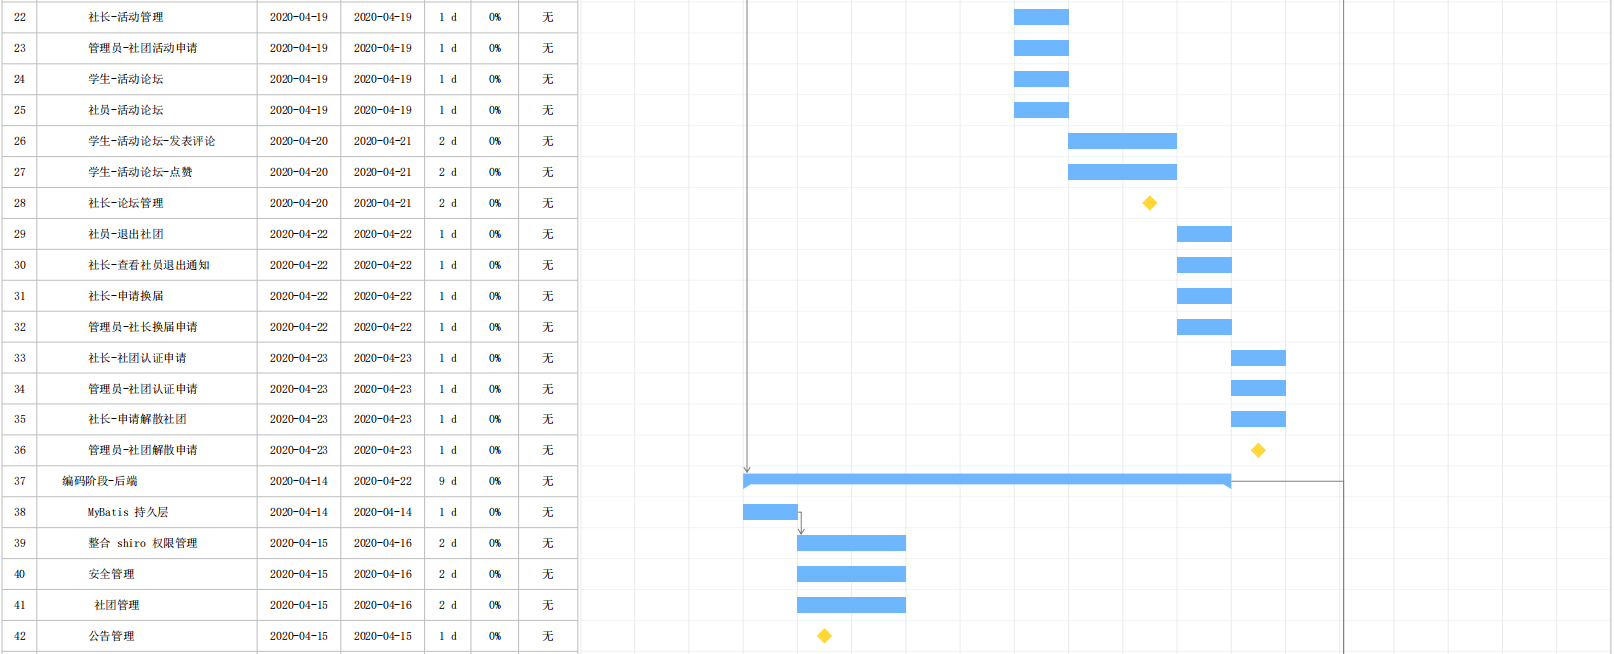 22 社长-活动管理 2020-04-19 2020-04-19 1 d 0% 无
23 管理员-社团活动申请 2020-04-19 2020-04-19 1 d 0% 无
24 学生-活动论坛 2020-04-19 2020-04-19 1 d 0% 无
25 社员-活动论坛 2020-04-19 2020-04-19 1 d 0% 无
26 学生-活动论坛-发表评论 2020-04-20 2020-04-21 2 d 0% 无
27 学生-活动论坛-点赞 2020-04-20 2020-04-21 2 d 0% 无
28 社长-论坛管理 2020-04-20 2020-04-21 2 d 0% 无
29 社员-退出社团 2020-04-22 2020-04-22 1 d 0% 无
30 社长-查看社员退出通知 2020-04-22 2020-04-22 1 d 0% 无
31 社长-申请换届 2020-04-22 2020-04-22 1 d 0% 无
32 管理员-社长换届申请 2020-04-22 2020-04-22 1 d 0% 无
33 社长-社团认证申请 2020-04-23 2020-04-23 1 d 0% 无
34 管理员-社团认证申请 2020-04-23 2020-04-23 1 d 0% 无
35 社长-申请解散社团 2020-04-23 2020-04-23 1 d 0% 无
36 管理员-社团解散申请 2020-04-23 2020-04-23 1 d 0% 无
37 编码阶段-后端 2020-04-14 2020-04-22 9 d 0% 无
38 MyBatis 持久层 2020-04-14 2020-04-14 1 d 0% 无
39 整合 shiro 权限管理 2020-04-15 2020-04-16 2 d 0% 无
40 安全管理 2020-04-15 2020-04-16 2 d 0% 无
41 社团管理 2020-04-15 2020-04-16 2 d 0% 无
42 公告管理 2020-04-15 2020-04-15 1 d 0% 无